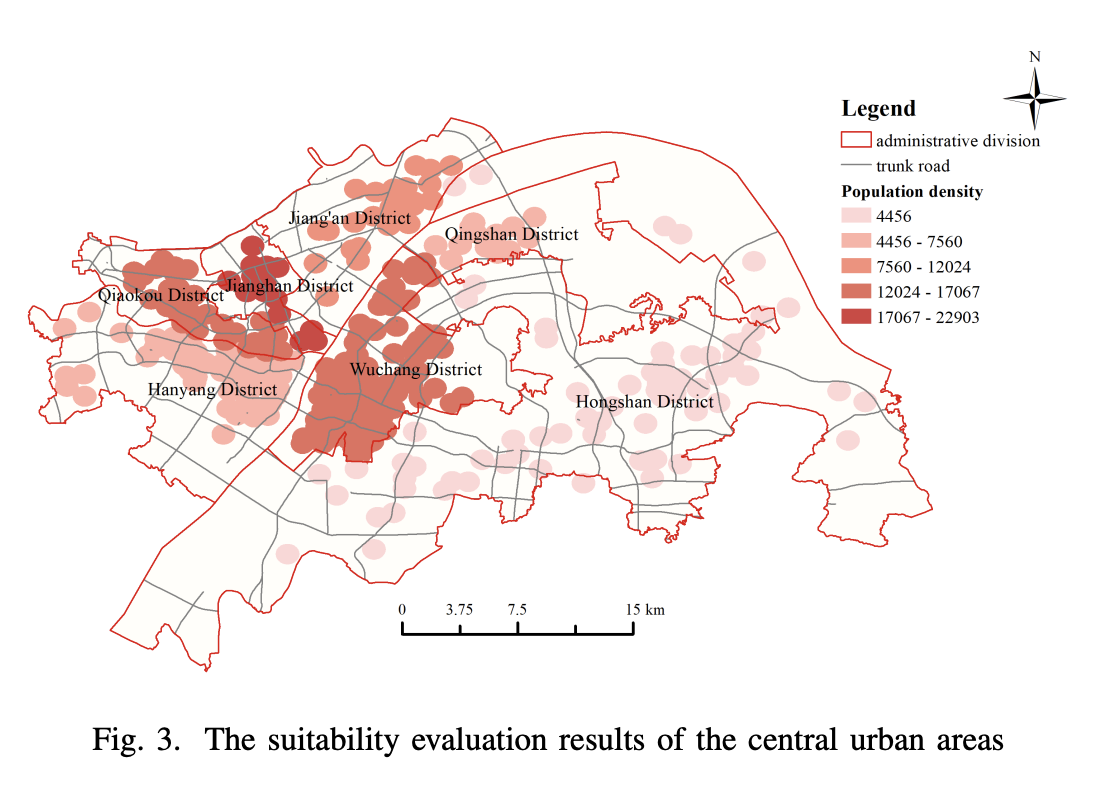 N
Legend
administrative division
trunk road
Population density
4456
4456 - 7560
7560 - 12024
12024 - 17067
17067 - 22903
Jiang'an District
Qingshan District
Qiaokou District
Jianghan District
Wuchang District
Hanyang District
Hongshan District
0 3.75 7.5 15 km
Fig. 3. The suitability evaluation results of the central urban areas